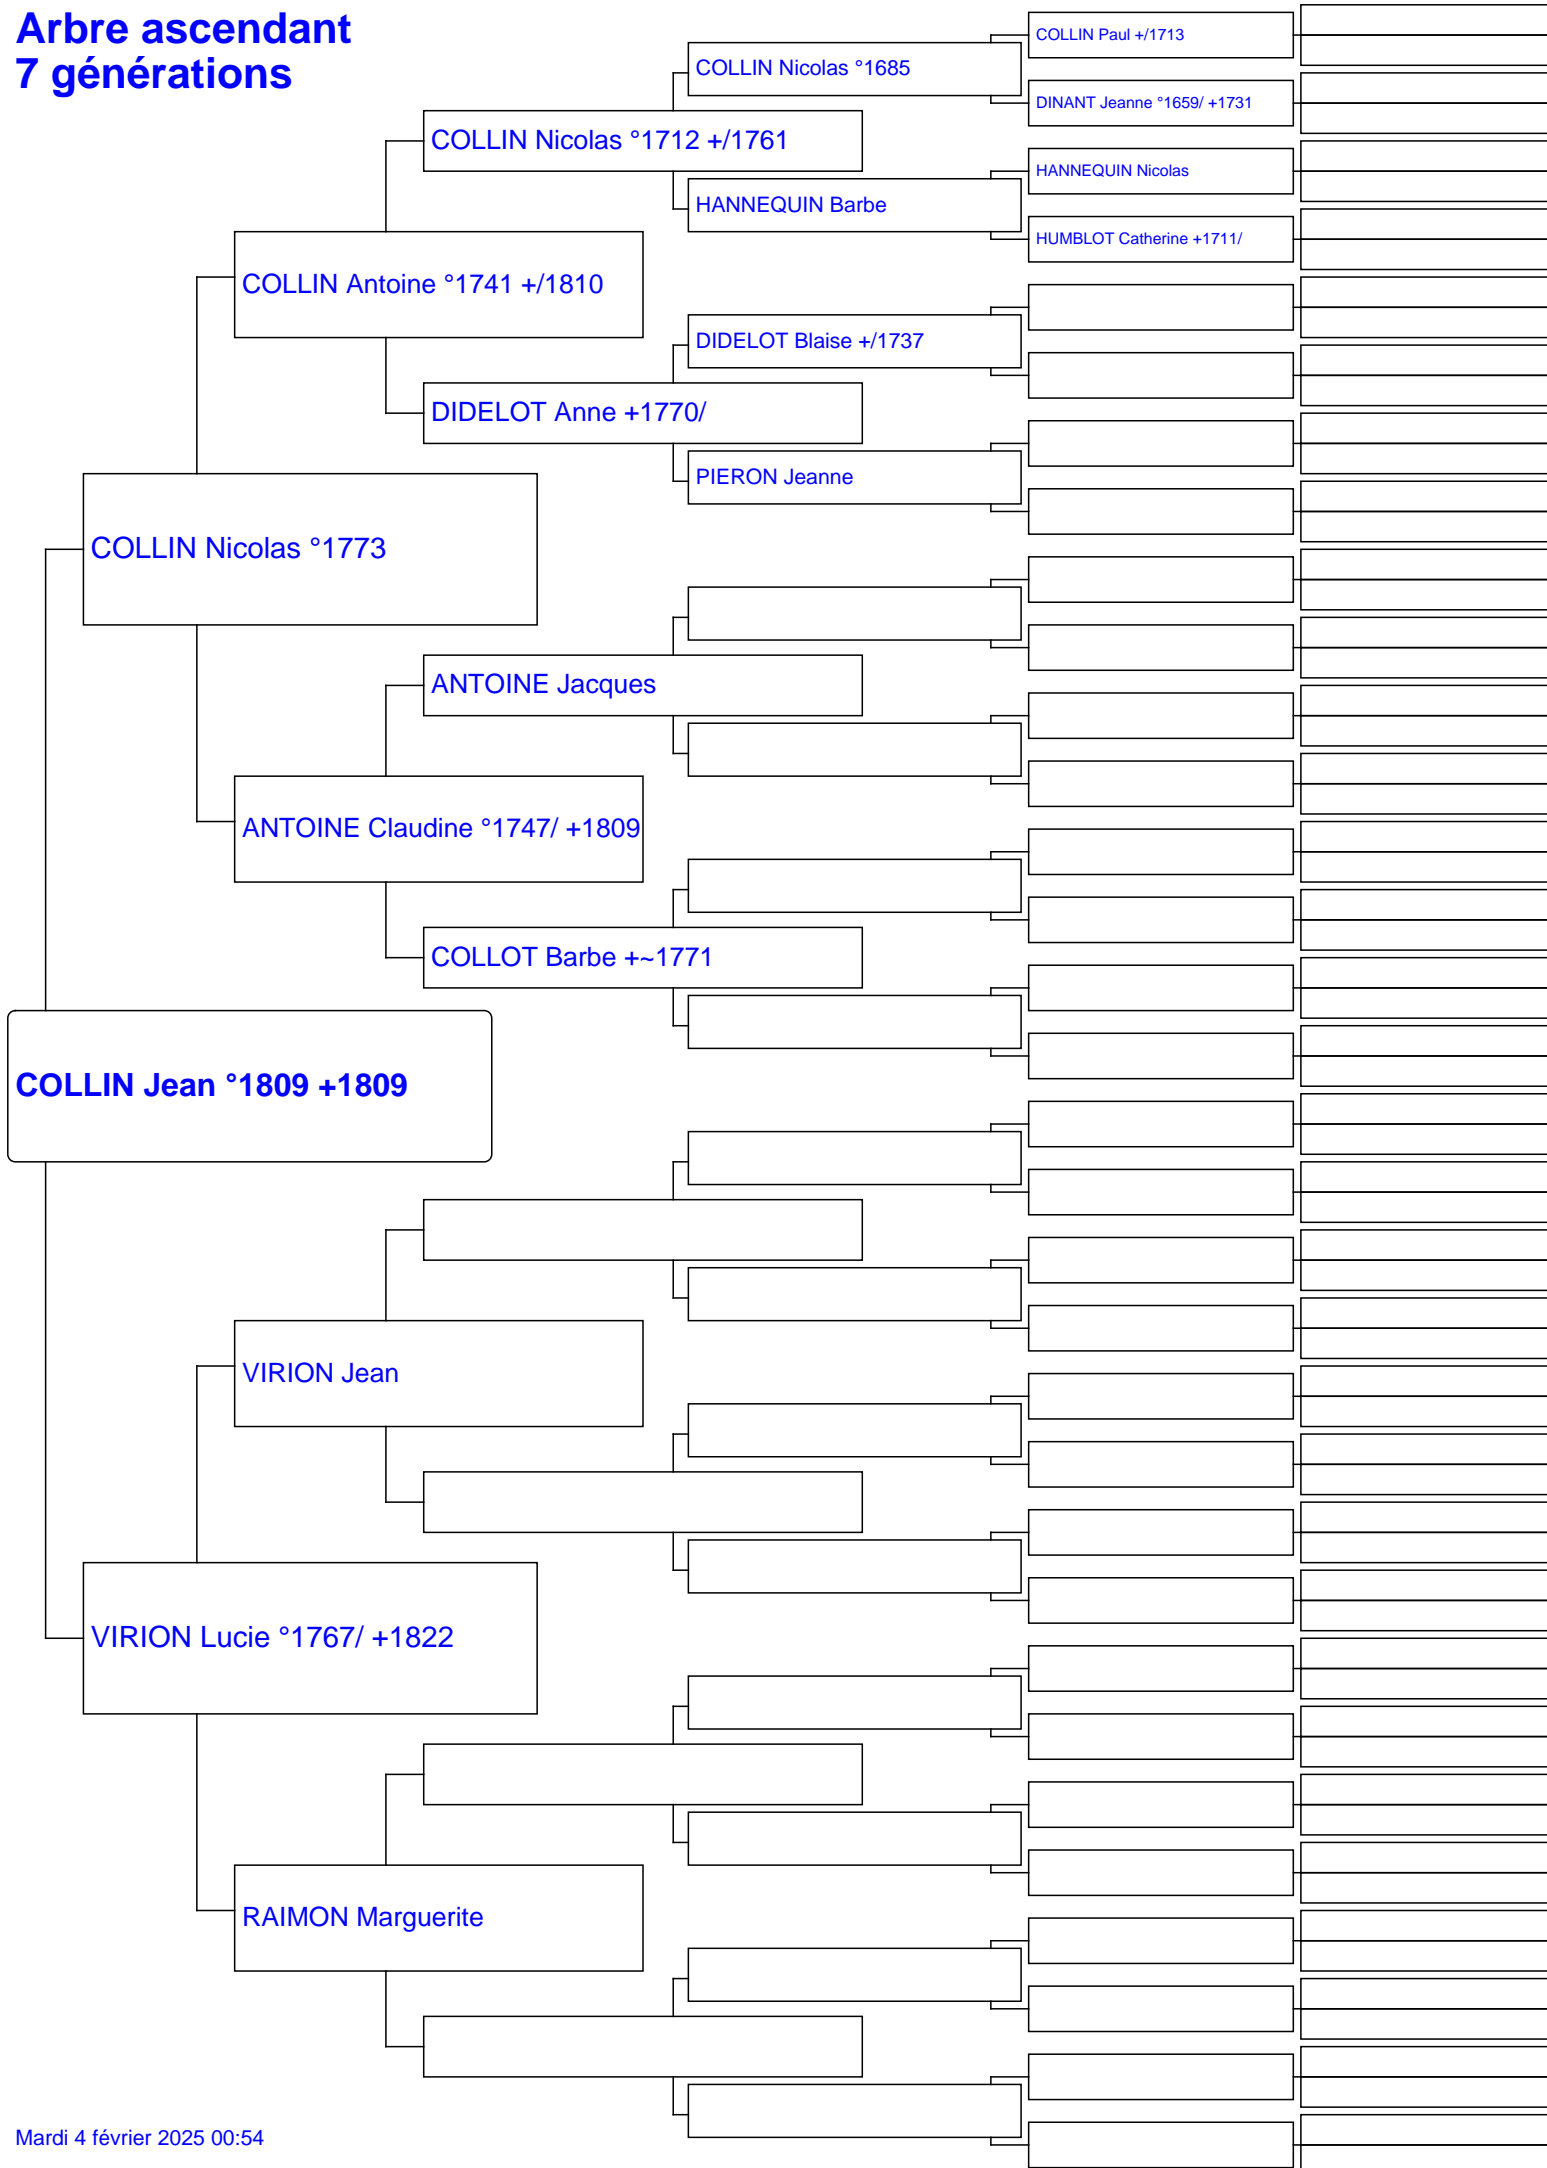 Arbre ascendant
7 générations
COLLIN Paul +/1713
COLLIN Nicolas °1685
DINANT Jeanne °1659/ +1731
COLLIN Nicolas °1712 +/1761
HANNEQUIN Nicolas
HANNEQUIN Barbe
HUMBLOT Catherine +1711/
COLLIN Antoine °1741 +/1810
DIDELOT Blaise +/1737
DIDELOT Anne +1770/
PIERON Jeanne
COLLIN Nicolas °1773
ANTOINE Jacques
ANTOINE Claudine °1747/ +1809
COLLOT Barbe +~1771
COLLIN Jean °1809 +1809
VIRION Jean
VIRION Lucie °1767/ +1822
RAIMON Marguerite
Mardi 4 février 2025 00:54